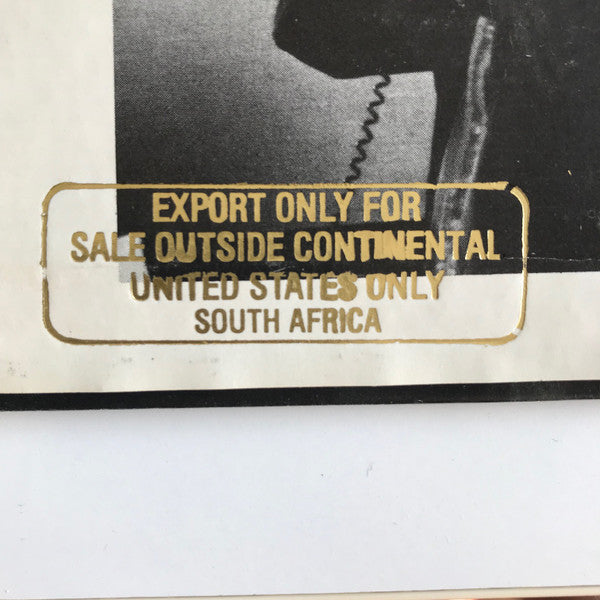 EXPORT ONLY FOR
SALE OUTSIDE CONTINENTAL
UNITED STATES ONLY
SOUTH AFRICA